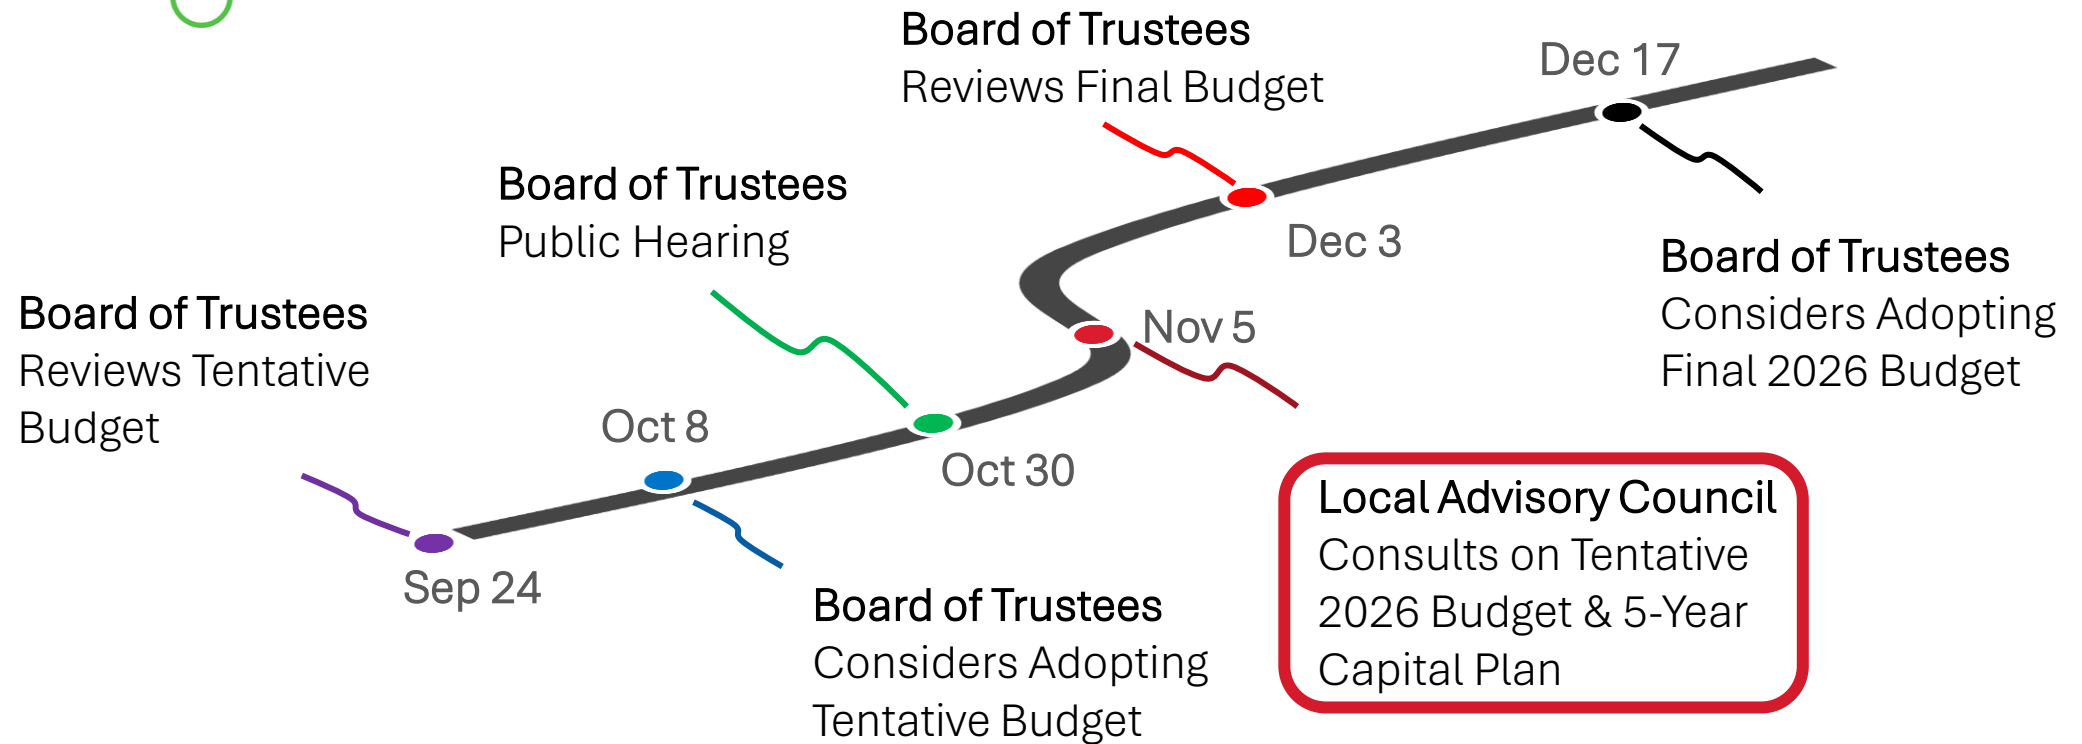 Board of Trustees
Reviews Tentative
Budget
Sep 24
Oct 8
Board of Trustees
Considers Adopting
Tentative Budget
Board of Trustees
Public Hearing
Oct 30
Nov 5
Local Advisory Council
Consults on Tentative
2026 Budget & 5-Year
Capital Plan
Board of Trustees
Reviews Final Budget
Dec 3
Dec 17
Board of Trustees
Considers Adopting
Final 2026 Budget